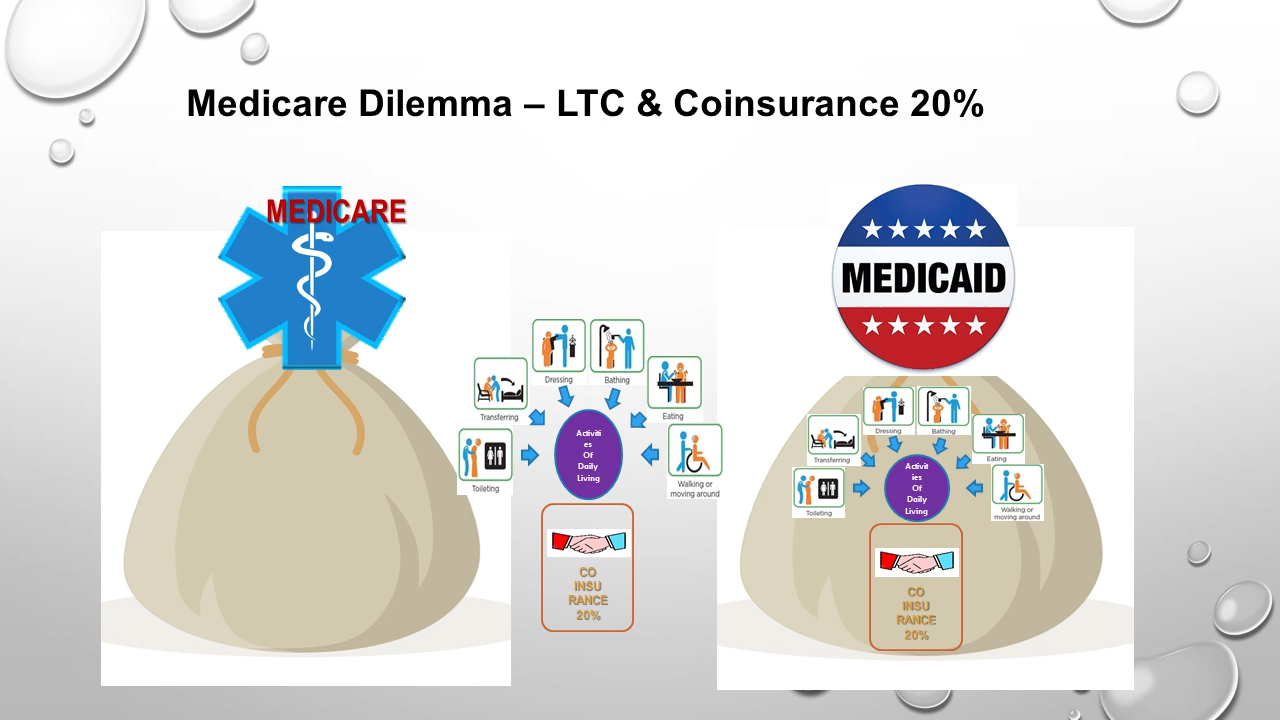 Medicare Dilemma – LTC & Coinsurance 20%
MEDICARE
Dressing
Bathing
Transferring
Eating
Toileting
Walking or
moving around
Activiti
es
Of
Daily
Living
CO
INSU
RANCE
20%
MEDICAID
Dressing
Bathing
Transferring
Eating
Toileting
Walking or
moving around
Activit
ies
Of
Daily
Living
CO
INSU
RANCE
20%